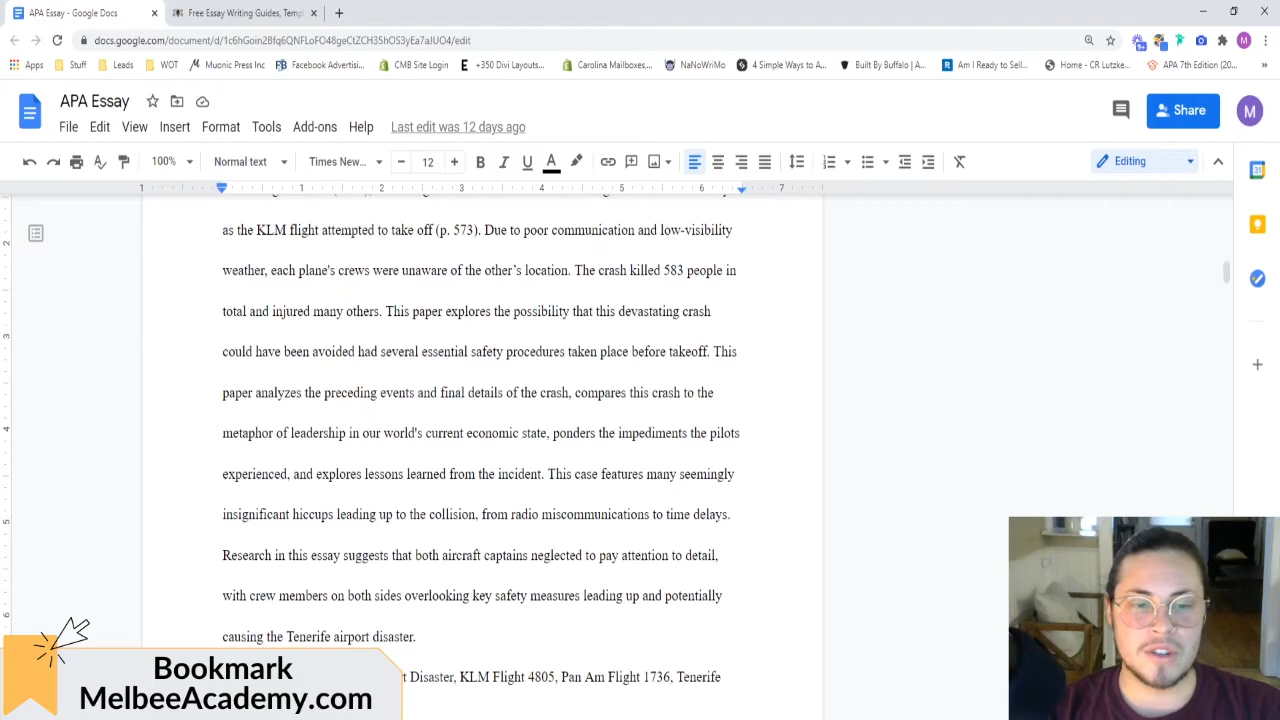 APA Essay - Google Docs
Free Essay Writing Guides, Templ
docs.google.com/document/d/1c6hGoin2Bfq6QNFLoFO48geCtZCH35hOS3yEa7aJUO4/edit
Apps Stuff Leads WOT Muonic Press Inc Facebook Advertisi... CMB Site Login +350 Divi Layouts... Carolina Mailboxes,... NaNoWriMo 4 Simple Ways to A... Built By Buffalo | A... Am I Ready to Sell... Home - CR Lutzke... APA 7th Edition (20...
APA Essay
File Edit View Insert Format Tools Add-ons Help Last edit was 12 days ago
Share
M
100% Normal text Times New... 12 B I U A Editing
1 1 2 3 4 5 6 7
as the KLM flight attempted to take off (p. 573). Due to poor communication and low-visibility
weather, each plane's crews were unaware of the other’s location. The crash killed 583 people in
total and injured many others. This paper explores the possibility that this devastating crash
could have been avoided had several essential safety procedures taken place before takeoff. This
paper analyzes the preceding events and final details of the crash, compares this crash to the
metaphor of leadership in our world's current economic state, ponders the impediments the pilots
experienced, and explores lessons learned from the incident. This case features many seemingly
insignificant hiccups leading up to the collision, from radio miscommunications to time delays.
Research in this essay suggests that both aircraft captains neglected to pay attention to detail,
with crew members on both sides overlooking key safety measures leading up and potentially
causing the Tenerife airport disaster.
t Disaster, KLM Flight 4805, Pan Am Flight 1736, Tenerife
Bookmark
MelbeeAcademy.com